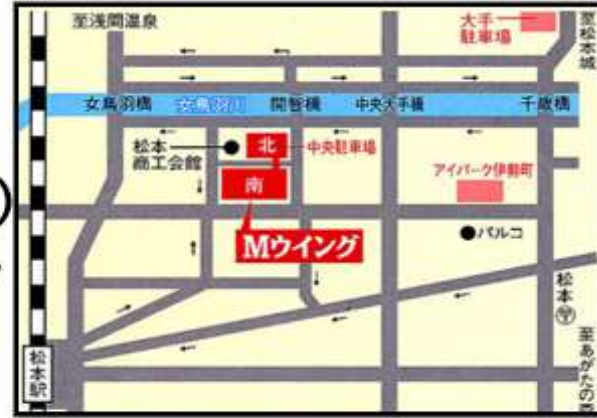 至浅間温泉
大手
駐車場
至松本城
女鳥羽橋
女鳥羽川
開智橋
中央大手橋
千歳橋
松本
商工会館
北
中央駐車場
南
アイパーク伊勢町
Mウイング
パルコ
松本〒
松本駅
至あがたの森